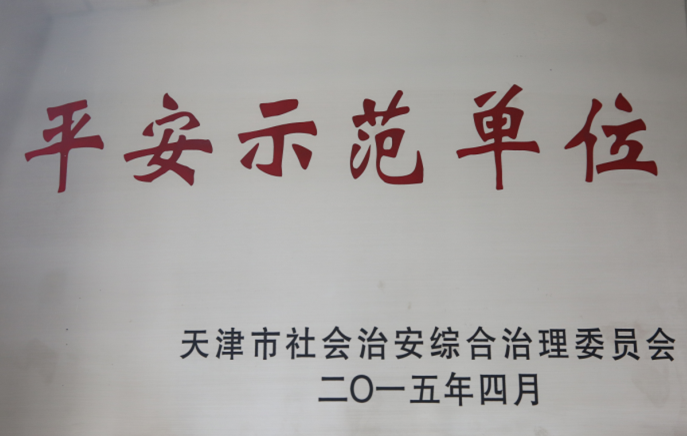 平安示范单位
天津市社会治安综合治理委员会
二〇一五年四月